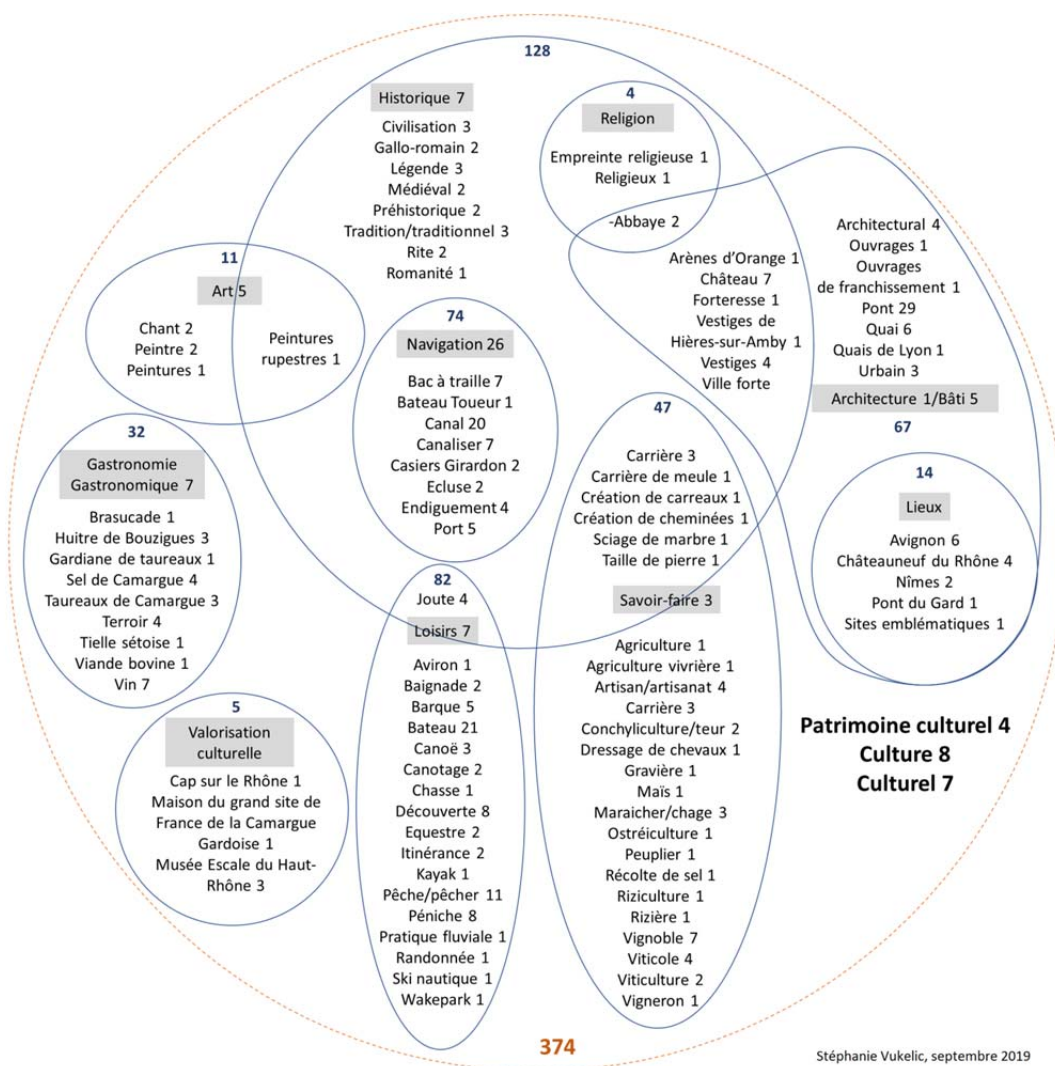 128
Historique 7
Civilisation 3
Gallo-romain 2
Légende 3
Médiéval 2
Préhistorique 2
Tradition/traditionnel 3
Rite 2
Romanité 1
4
Religion
Empreinte religieuse 1
Religieux 1
-Abbaye 2
Arènes d'Orange 1
Château 7
Forteresse 1
Vestiges de
Hières-sur-Amby 1
Vestiges 4
Ville forte
Architectural 4
Ouvrages 1
Ouvrages
de franchissement 1
Pont 29
Quai 6
Quais de Lyon 1
Urbain 3
Architecture 1/Bâti 5
67
11
Art 5
Chant 2
Peintre 2
Peintures 1
Peintures
rupestres 1
74
Navigation 26
Bac à traille 7
Bateau Toueur 1
Canal 20
Canaliser 7
Casiers Girardon 2
Ecluse 2
Endiguement 4
Port 5
32
Gastronomie
Gastronomique 7
Brasucade 1
Huitre de Bouzigues 3
Gardiane de taureaux 1
Sel de Camargue 4
Taureaux de Camargue 3
Terroir 4
Tielle sétoise 1
Viande bovine 1
Vin 7
47
Carrière 3
Carrière de meule 1
Création de carreaux 1
Création de cheminées 1
Sciage de marbre 1
Taille de pierre 1
Savoir-faire 3
Agriculture 1
Agriculture vivrière 1
Artisan/artisanat 4
Carrière 3
Conchyliculture/teur 2
Dressage de chevaux 1
Gravière 1
Maïs 1
Maraicher/chage 3
Ostréiculture 1
Peuplier 1
Récolte de sel 1
Riziculture 1
Rizière 1
Vignoble 7
Viticole 4
Viticulture 2
Vigneron 1
14
Lieux
Avignon 6
Châteauneuf du Rhône 4
Nîmes 2
Pont du Gard 1
Sites emblématiques 1
82
Joute 4
Loisirs 7
Aviron 1
Baignade 2
Barque 5
Bateau 21
Canoë 3
Canotage 2
Chasse 1
Découverte 8
Equestre 2
Itinérance 2
Kayak 1
Pêche/pêcher 11
Péniche 8
Pratique fluviale 1
Randonnée 1
Ski nautique 1
Wakepark 1
5
Valorisation
culturelle
Cap sur le Rhône 1
Maison du grand site de
France de la Camargue
Gardoise 1
Musée Escale du Haut-
Rhône 3
Patrimoine culturel 4
Culture 8
Culturel 7
374
Stéphanie Vukelic, septembre 2019